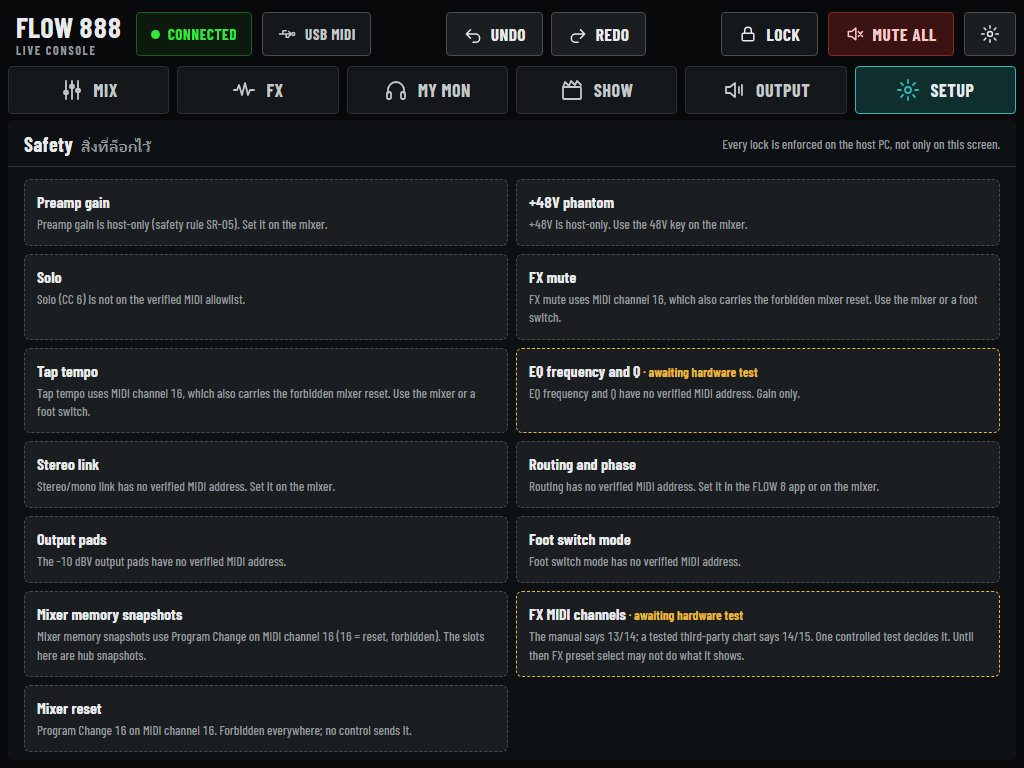 FLOW 888
LIVE CONSOLE
CONNECTED
USB MIDI
UNDO
REDO
LOCK
MUTE ALL
MIX
FX
MY MON
SHOW
OUTPUT
SETUP
Safety สิ่งที่ล็อกไว้
Every lock is enforced on the host PC, not only on this screen.
Preamp gain
Preamp gain is host-only (safety rule SR-05). Set it on the mixer.
+48V phantom
+48V is host-only. Use the 48V key on the mixer.
Solo
Solo (CC 6) is not on the verified MIDI allowlist.
FX mute
FX mute uses MIDI channel 16, which also carries the forbidden mixer reset. Use the mixer or a foot
switch.
Tap tempo
Tap tempo uses MIDI channel 16, which also carries the forbidden mixer reset. Use the mixer or a
foot switch.
EQ frequency and Q · awaiting hardware test
EQ frequency and Q have no verified MIDI address. Gain only.
Stereo link
Stereo/mono link has no verified MIDI address. Set it on the mixer.
Routing and phase
Routing has no verified MIDI address. Set it in the FLOW 8 app or on the mixer.
Output pads
The -10 dBV output pads have no verified MIDI address.
Foot switch mode
Foot switch mode has no verified MIDI address.
Mixer memory snapshots
Mixer memory snapshots use Program Change on MIDI channel 16 (16 = reset, forbidden). The slots
here are hub snapshots.
FX MIDI channels · awaiting hardware test
The manual says 13/14; a tested third-party chart says 14/15. One controlled test decides it. Until
then FX preset select may not do what it shows.
Mixer reset
Program Change 16 on MIDI channel 16. Forbidden everywhere; no control sends it.